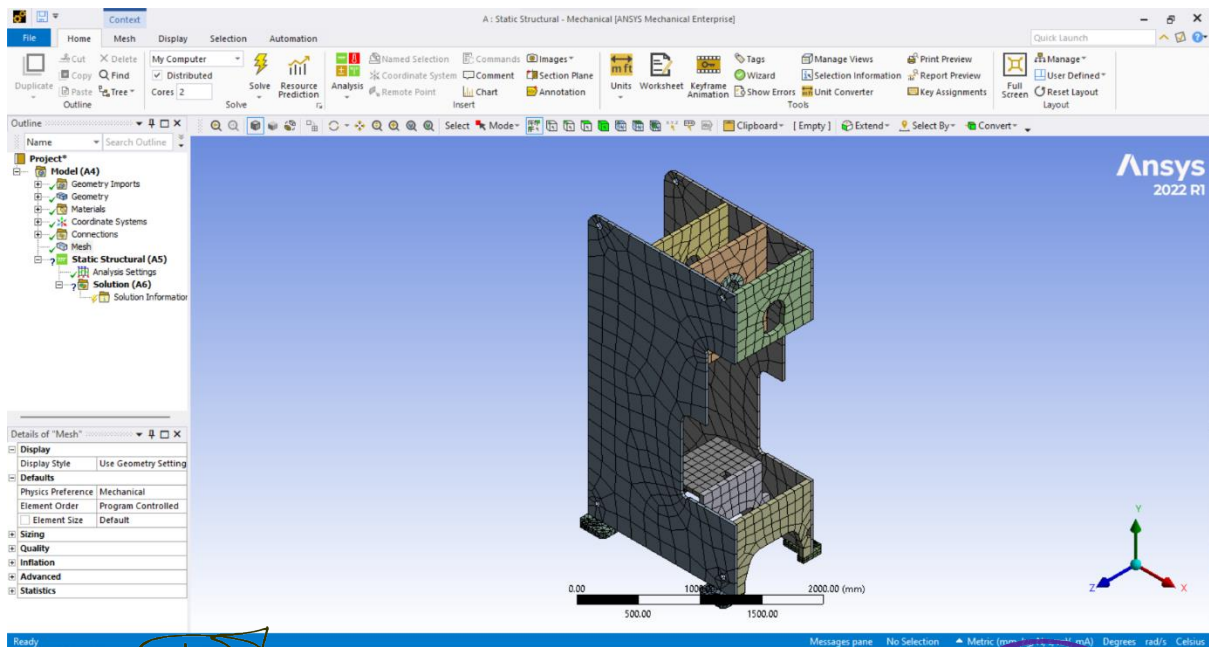 Context
A : Static Structural - Mechanical [ANSYS Mechanical Enterprise]
File Home Mesh Display Selection Automation
Quick Launch
Duplicate
Cut
Copy
Paste
Delete
Find
Tree
Outline
My Computer
Distributed
Cores 2
Solve
Resource Prediction
Solve
Analysis
Named Selection
Coordinate System
Remote Point
Commands
Comment
Chart
Images
Section Plane
Annotation
Insert
Units
Worksheet
Keyframe Animation
Tags
Wizard
Show Errors
Manage Views
Selection Information
Unit Converter
Print Preview
Report Preview
Key Assignments
Tools
Full Screen
Manage
User Defined
Reset Layout
Layout
Outline
Select Mode Clipboard [Empty] Extend Select By Convert
Name Search Outline
Project*
Model (A4)
Geometry Imports
Geometry
Materials
Coordinate Systems
Connections
Mesh
Static Structural (A5)
Analysis Settings
Solution (A6)
Solution Informatior
Ansys
2022 R1
Details of "Mesh"
Display
Display Style Use Geometry Setting
Defaults
Physics Preference Mechanical
Element Order Program Controlled
Element Size Default
Sizing
Quality
Inflation
Advanced
Statistics
Y
Z
X
0.00 2000.00 (mm)
500.00 1500.00
Ready Messages pane No Selection Metric (mm mA) Degrees rad/s Celsius